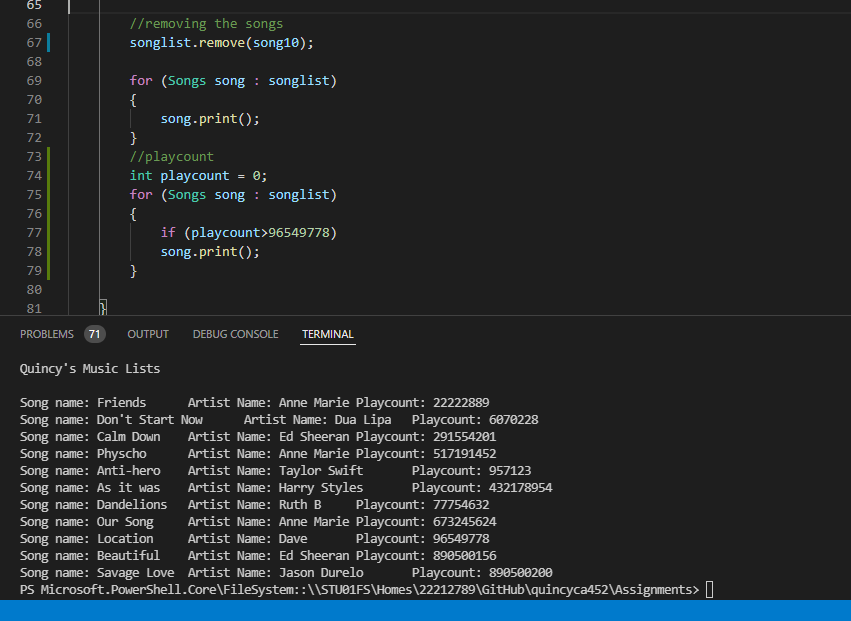 65
66 //removing the songs
67 songlist.remove(song10);
68
69 for (Songs song : songlist)
70 {
71 song.print();
72 }
73 //playcount
74 int playcount = 0;
75 for (Songs song : songlist)
76 {
77 if (playcount>96549778)
78 song.print();
79 }
80
81 }
PROBLEMS 71 OUTPUT DEBUG CONSOLE TERMINAL
Quincy's Music Lists
Song name: Friends Artist Name: Anne Marie Playcount: 22222889
Song name: Don't Start Now Artist Name: Dua Lipa Playcount: 6070228
Song name: Calm Down Artist Name: Ed Sheeran Playcount: 291554201
Song name: Physcho Artist Name: Anne Marie Playcount: 517191452
Song name: Anti-hero Artist Name: Taylor Swift Playcount: 957123
Song name: As it was Artist Name: Harry Styles Playcount: 432178954
Song name: Dandelions Artist Name: Ruth B Playcount: 77754632
Song name: Our Song Artist Name: Anne Marie Playcount: 673245624
Song name: Location Artist Name: Dave Playcount: 96549778
Song name: Beautiful Artist Name: Ed Sheeran Playcount: 890500156
Song name: Savage Love Artist Name: Jason Durelo Playcount: 890500200
PS Microsoft.PowerShell.Core\FileSystem::\\STU01FS\Homes\22212789\GitHub\quincyca452\Assignments>